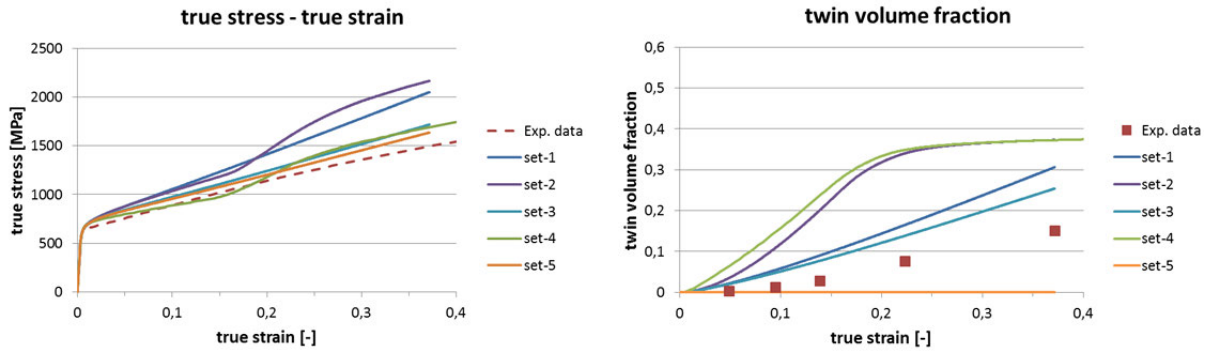 true stress - true strain
2500
2000
1500
1000
500
0
0
0,1
0,2
0,3
0,4
true stress [MPa]
true strain [-]
Exp. data
set-1
set-2
set-3
set-4
set-5
twin volume fraction
0,6
0,5
0,4
0,3
0,2
0,1
0
0
0,1
0,2
0,3
0,4
twin volume fraction
true strain [-]
Exp. data
set-1
set-2
set-3
set-4
set-5